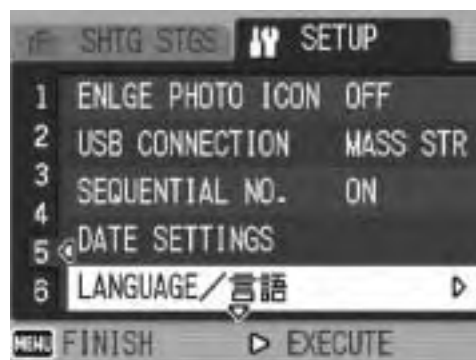 SHTG STGS SETUP
1 ENLGE PHOTO ICON OFF
2 USB CONNECTION MASS STR
3 SEQUENTIAL NO. ON
4
5 DATE SETTINGS
6 LANGUAGE/言語
MENU FINISH EXECUTE